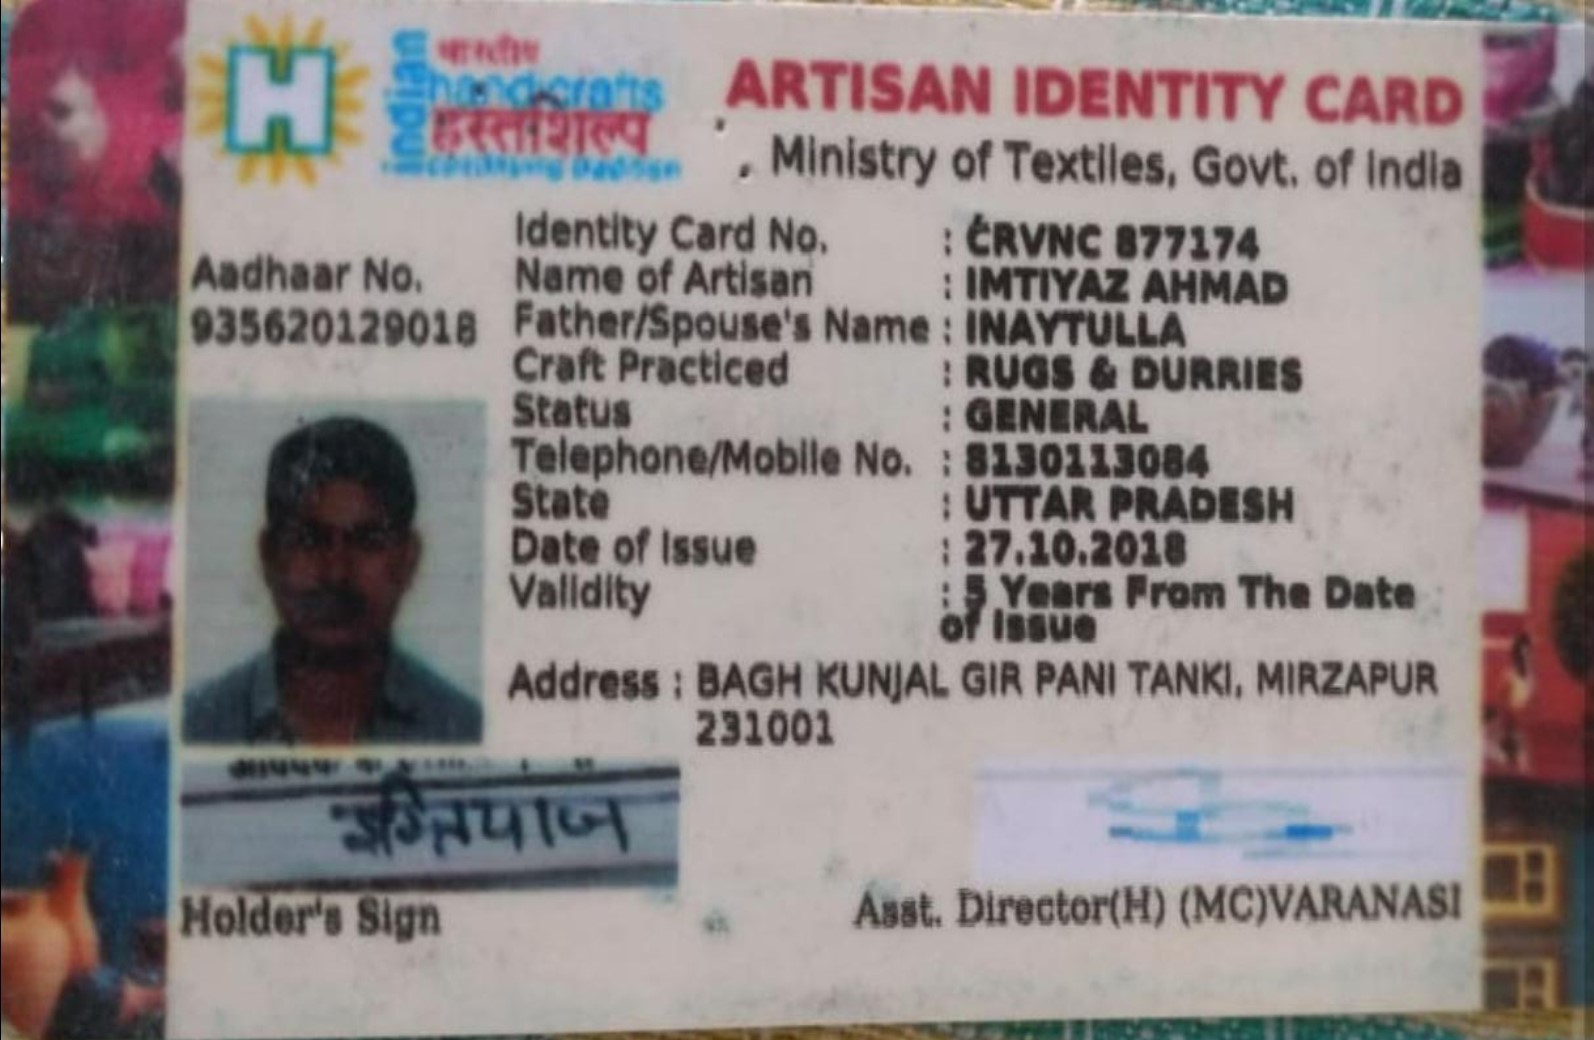 H
भारतीय
indian handicrafts
हस्तशिल्प
ARTISAN IDENTITY CARD
Ministry of Textiles, Govt. of India
Aadhaar No.
935620129018
Identity Card No. : CRVNC 877174
Name of Artisan : IMTIYAZ AHMAD
Father/Spouse's Name : INAYTULLA
Craft Practiced : RUGS & DURRIES
Status : GENERAL
Telephone/Mobile No. : 8130113084
State : UTTAR PRADESH
Date of Issue : 27.10.2018
Validity : 5 Years From The Date
of Issue
Address : BAGH KUNJAL GIR PANI TANKI, MIRZAPUR
231001
Holder's Sign
Asst. Director(H) (MC)VARANASI